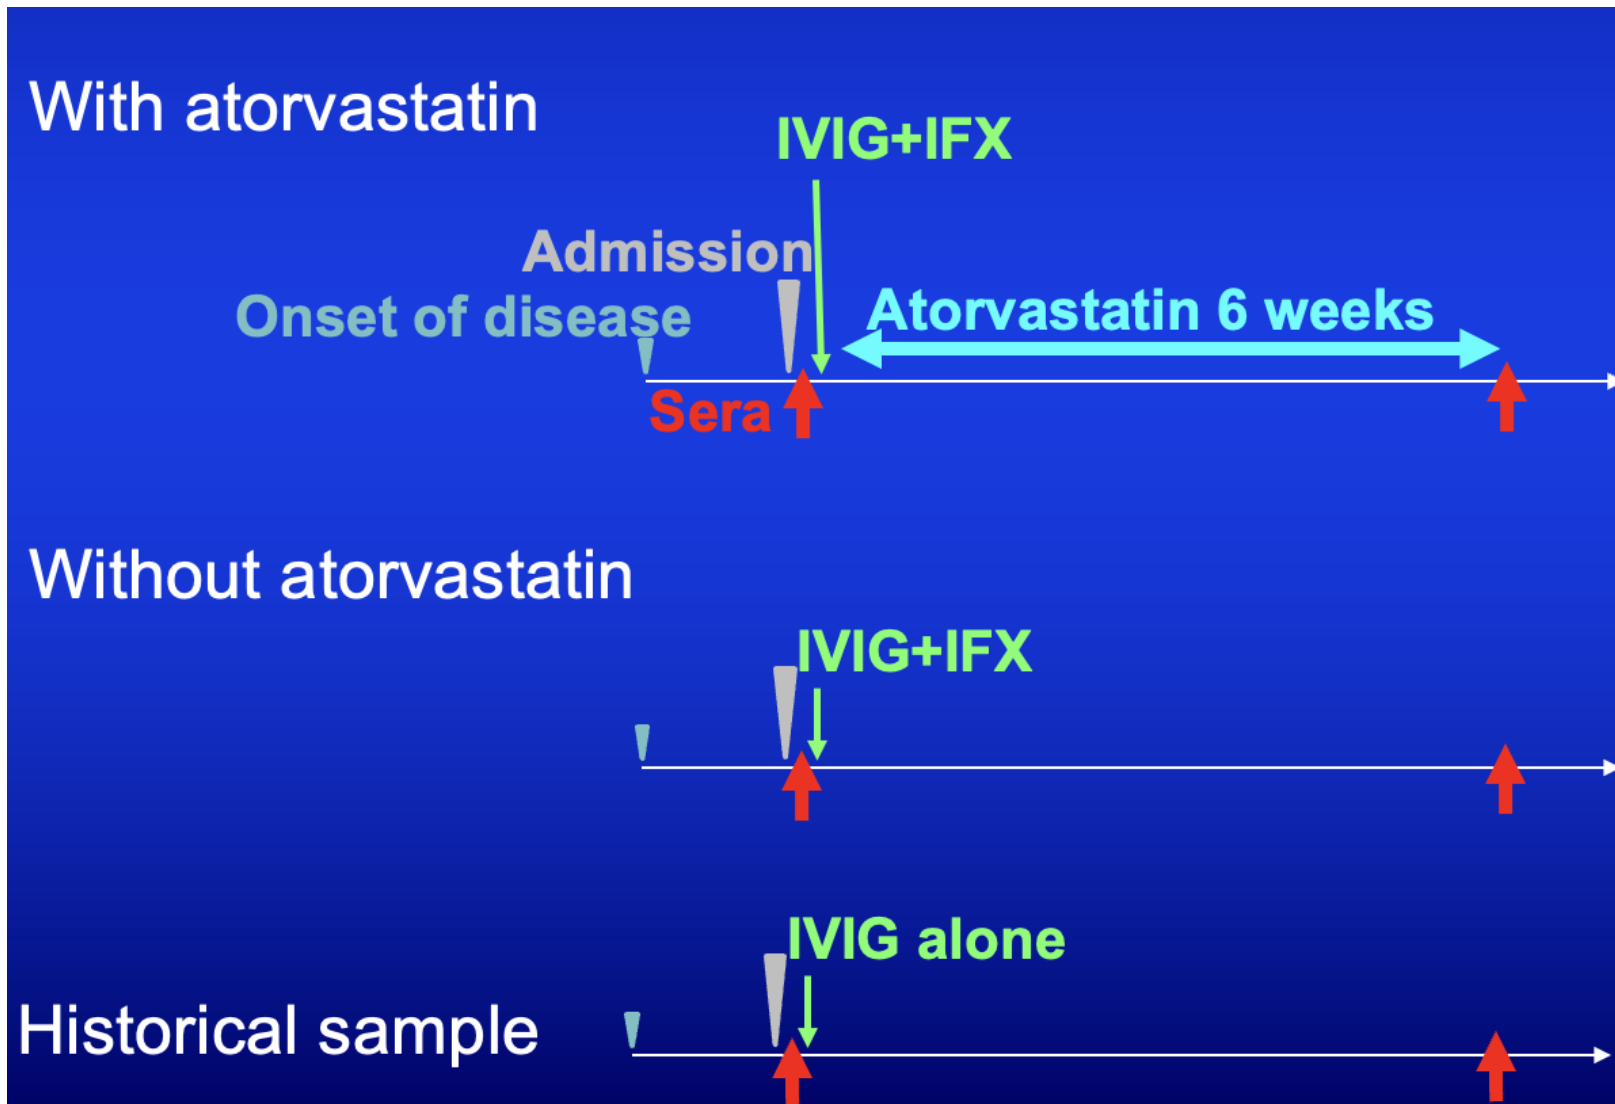 With atorvastatin
IVIG+IFX
Admission
Onset of disease
Atorvastatin 6 weeks
Sera
Without atorvastatin
IVIG+IFX
IVIG alone
Historical sample